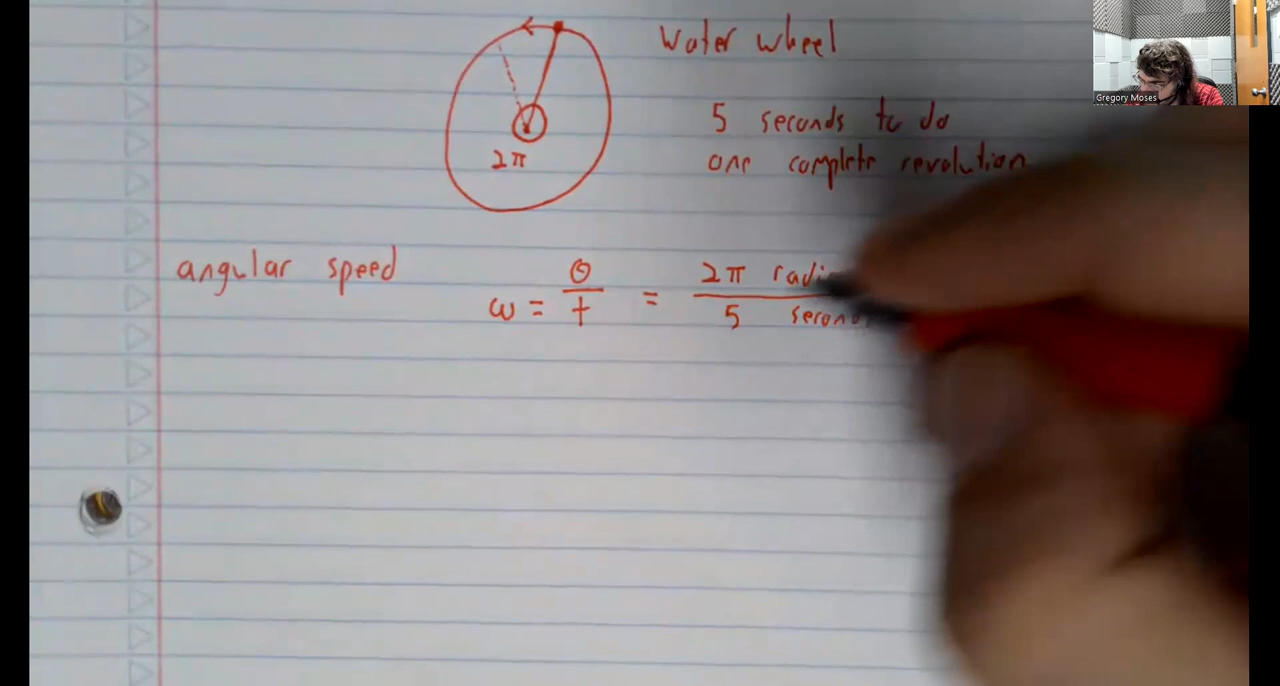 Water wheel
5 seconds to do
one complete revolution
2π
angular speed
ω = θ/t = 2π / 5
Gregory Moses